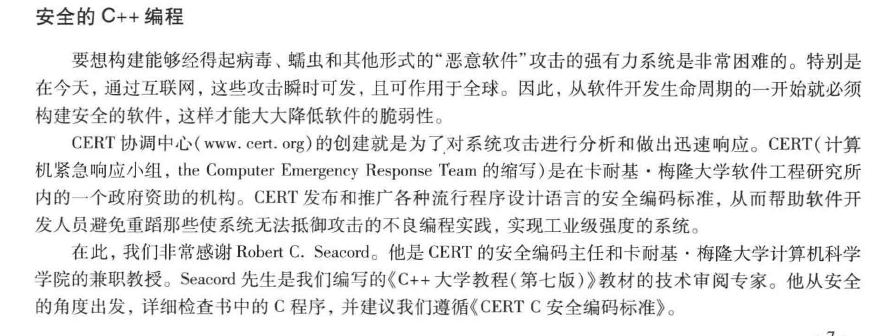 安全的 C++ 编程
要想构建能够经得起病毒、蠕虫和其他形式的“恶意软件”攻击的强有力系统是非常困难的。特别是
在今天，通过互联网，这些攻击瞬时可发，且可作用于全球。因此，从软件开发生命周期的一开始就必须
构建安全的软件，这样才能大大降低软件的脆弱性。
CERT 协调中心(www. cert. org)的创建就是为了对系统攻击进行分析和做出迅速响应。CERT(计算
机紧急响应小组，the Computer Emergency Response Team 的缩写)是在卡耐基·梅隆大学软件工程研究所
内的一个政府资助的机构。CERT 发布和推广各种流行程序设计语言的安全编码标准，从而帮助软件开
发人员避免重蹈那些使系统无法抵御攻击的不良编程实践，实现工业级强度的系统。
在此，我们非常感谢 Robert C. Seacord。他是 CERT 的安全编码主任和卡耐基·梅隆大学计算机科学
学院的兼职教授。Seacord 先生是我们编写的《C++大学教程(第七版)》教材的技术审阅专家。他从安全
的角度出发，详细检查书中的 C 程序，并建议我们遵循《CERT C 安全编码标准》。